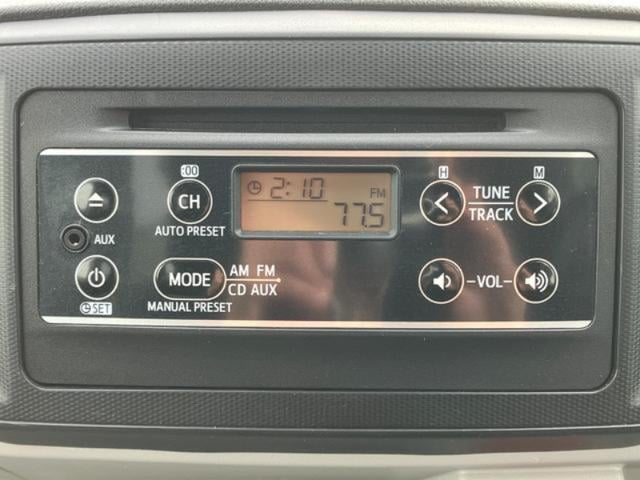 :00
H
M
CH
2:10
FM
77.5
TUNE
TRACK
AUTO PRESET
AUX
MODE
AM FM
CD AUX
VOL
SET
MANUAL PRESET